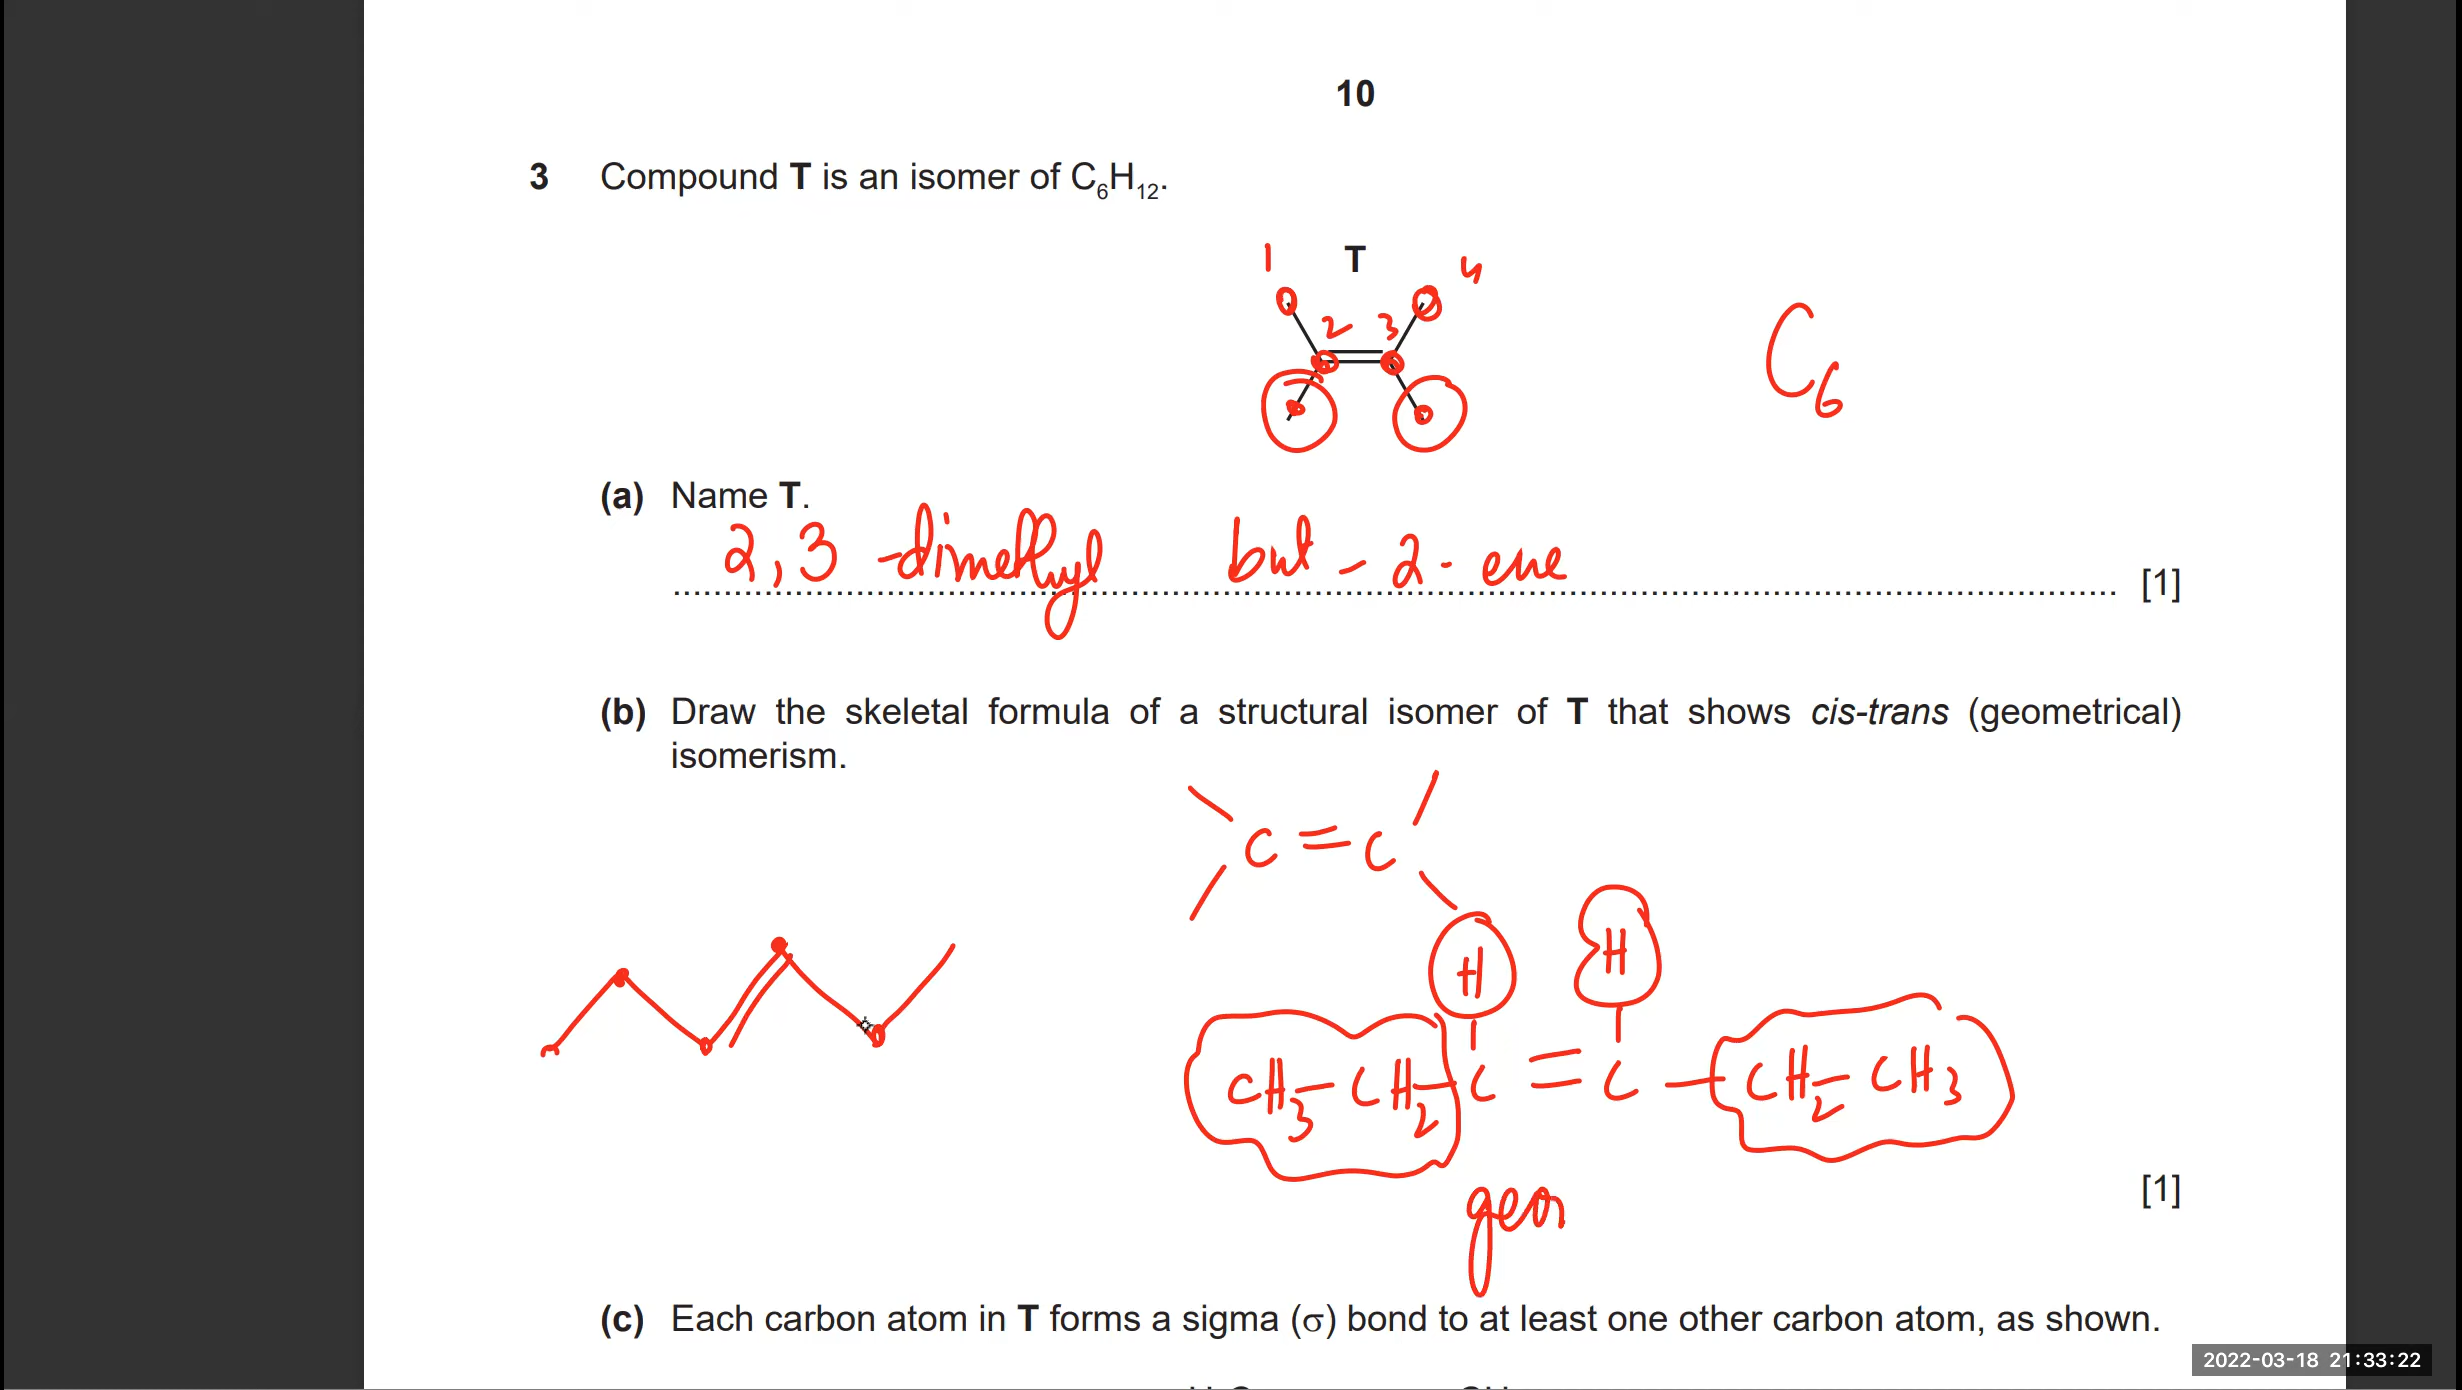 10
3 Compound T is an isomer of C₆H₁₂.
1 T 4
2 3
C₆
(a) Name T.
2,3 -dimethyl but - 2 - ene
[1]
(b) Draw the skeletal formula of a structural isomer of T that shows cis-trans (geometrical)
isomerism.
C = C
H H
CH₃ – CH₂ – C = C – CH₂ – CH₃
[1]
geo
(c) Each carbon atom in T forms a sigma (σ) bond to at least one other carbon atom, as shown.
2022-03-18 21:33:22